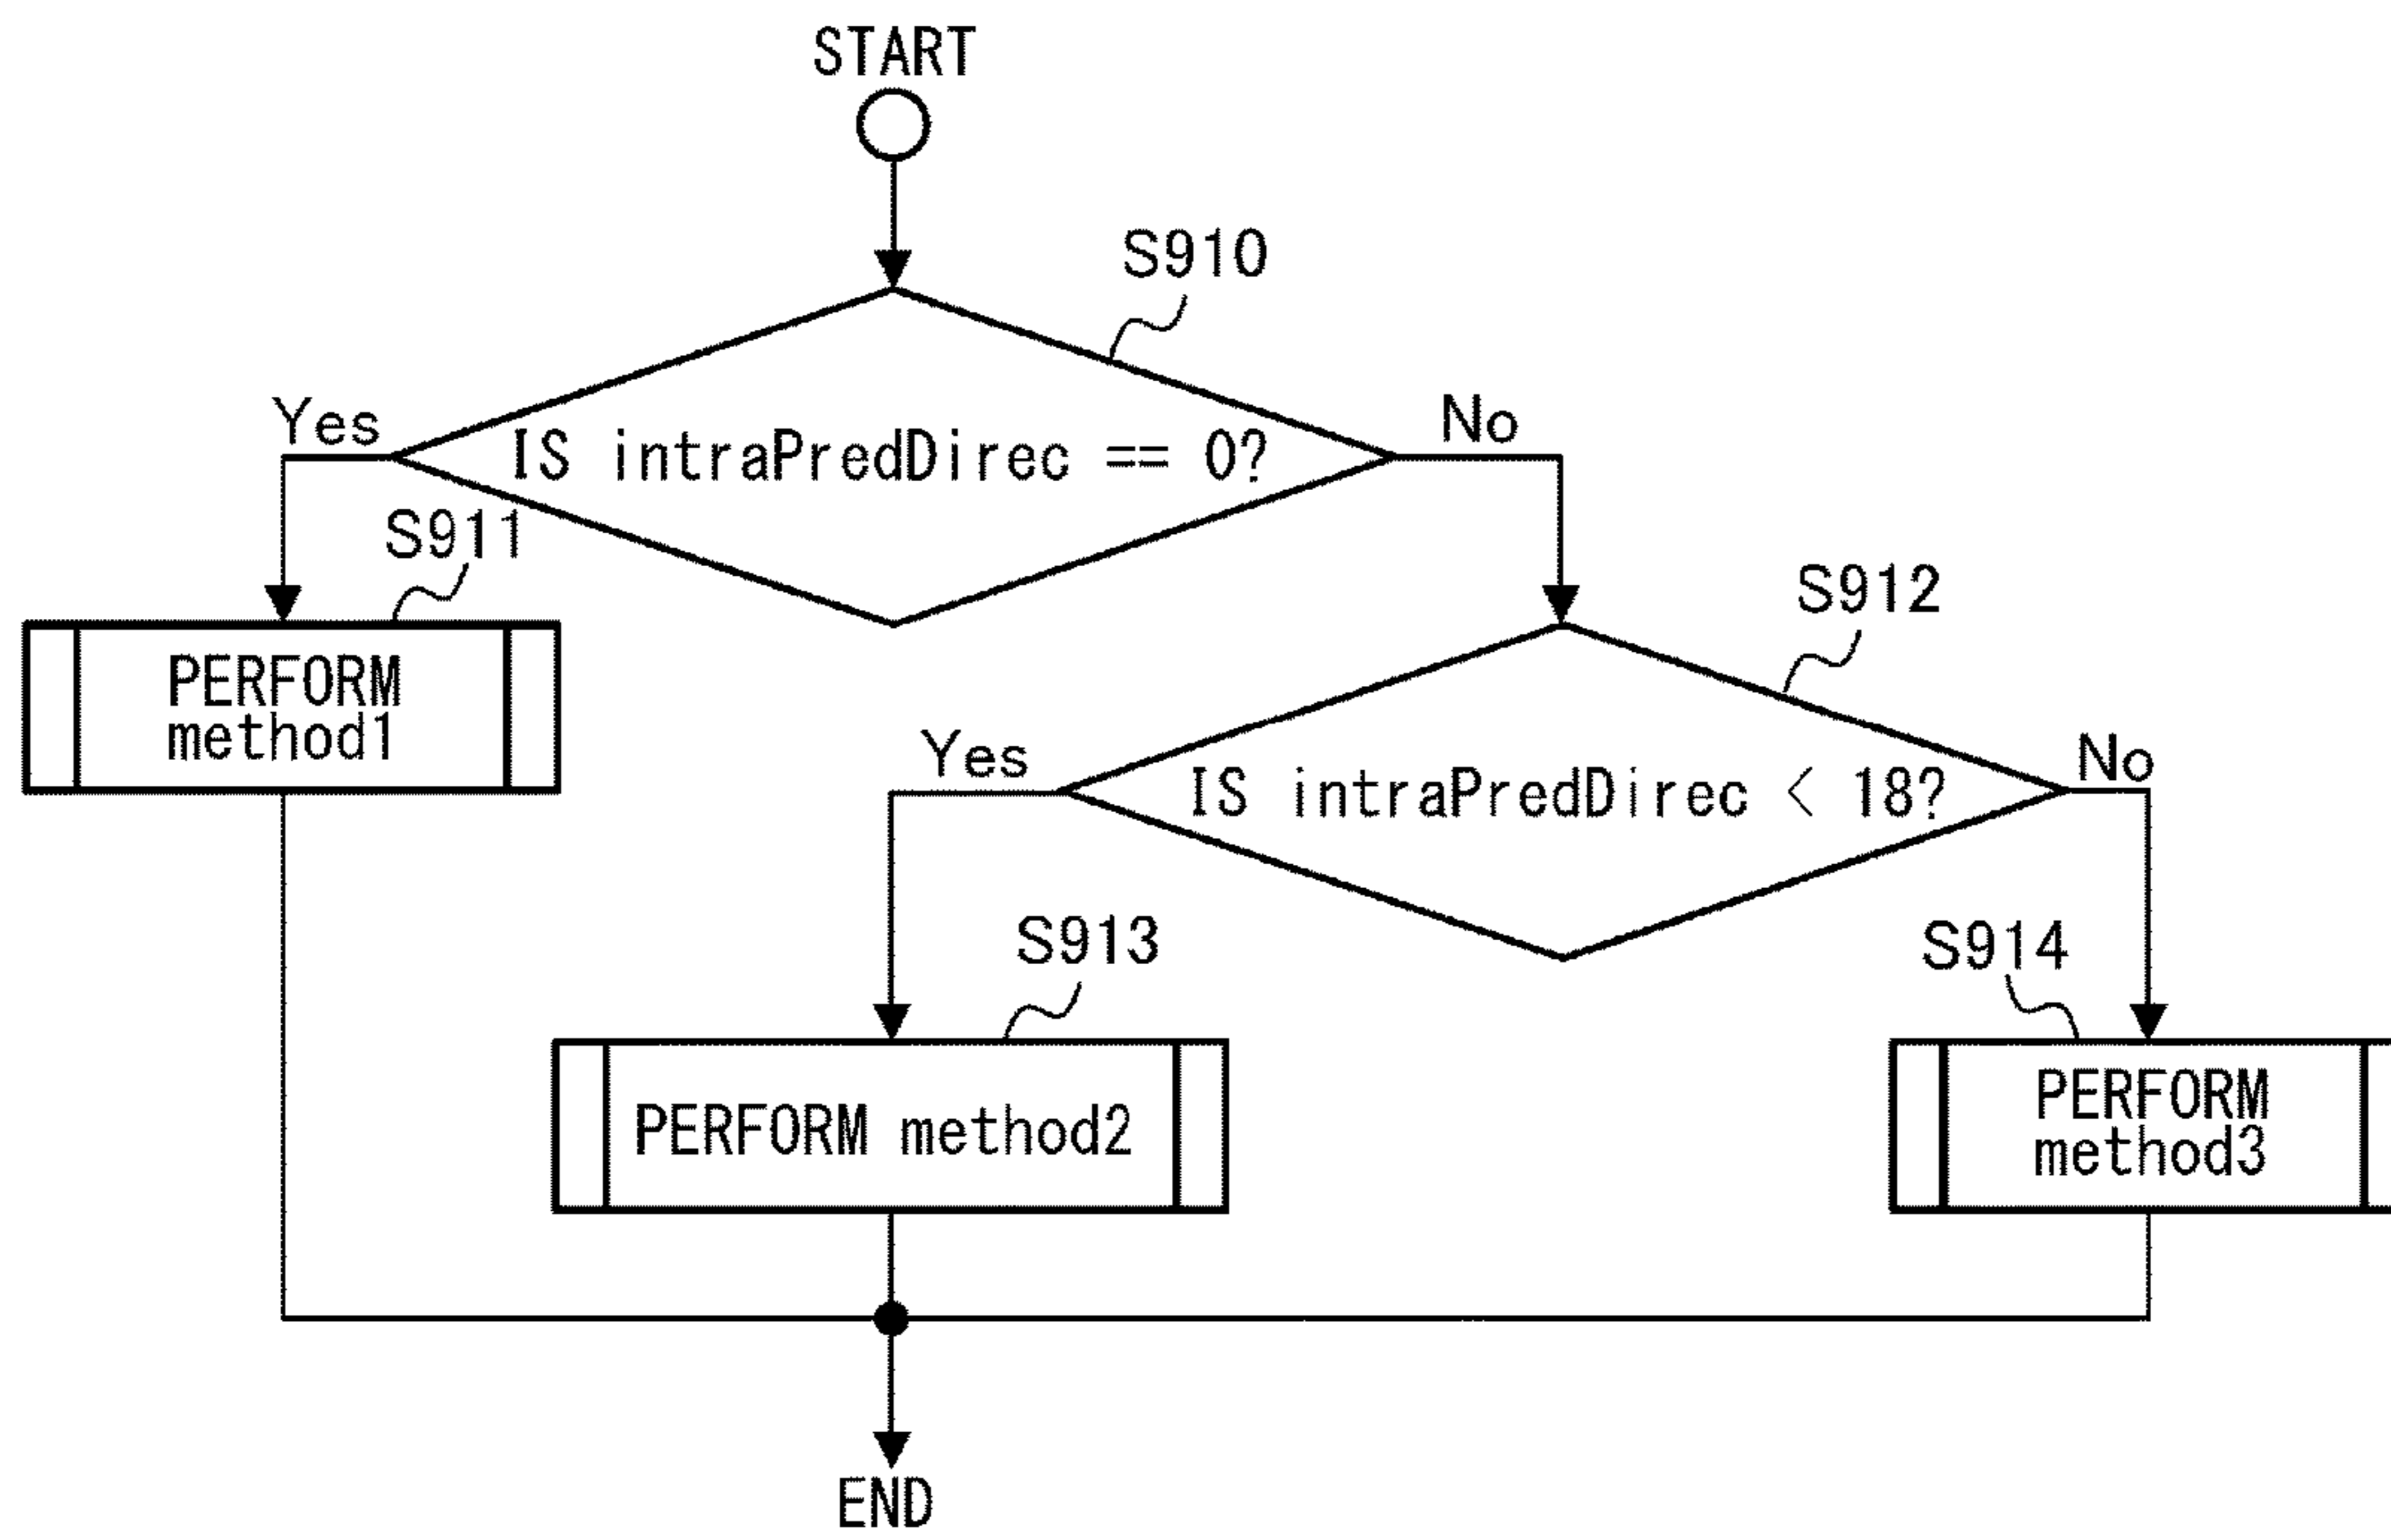 START
S910
Yes
No
IS intraPredDirec == 0?
S911
S912
PERFORM
method1
Yes
No
IS intraPredDirec < 18?
S913
S914
PERFORM method2
PERFORM
method3
END